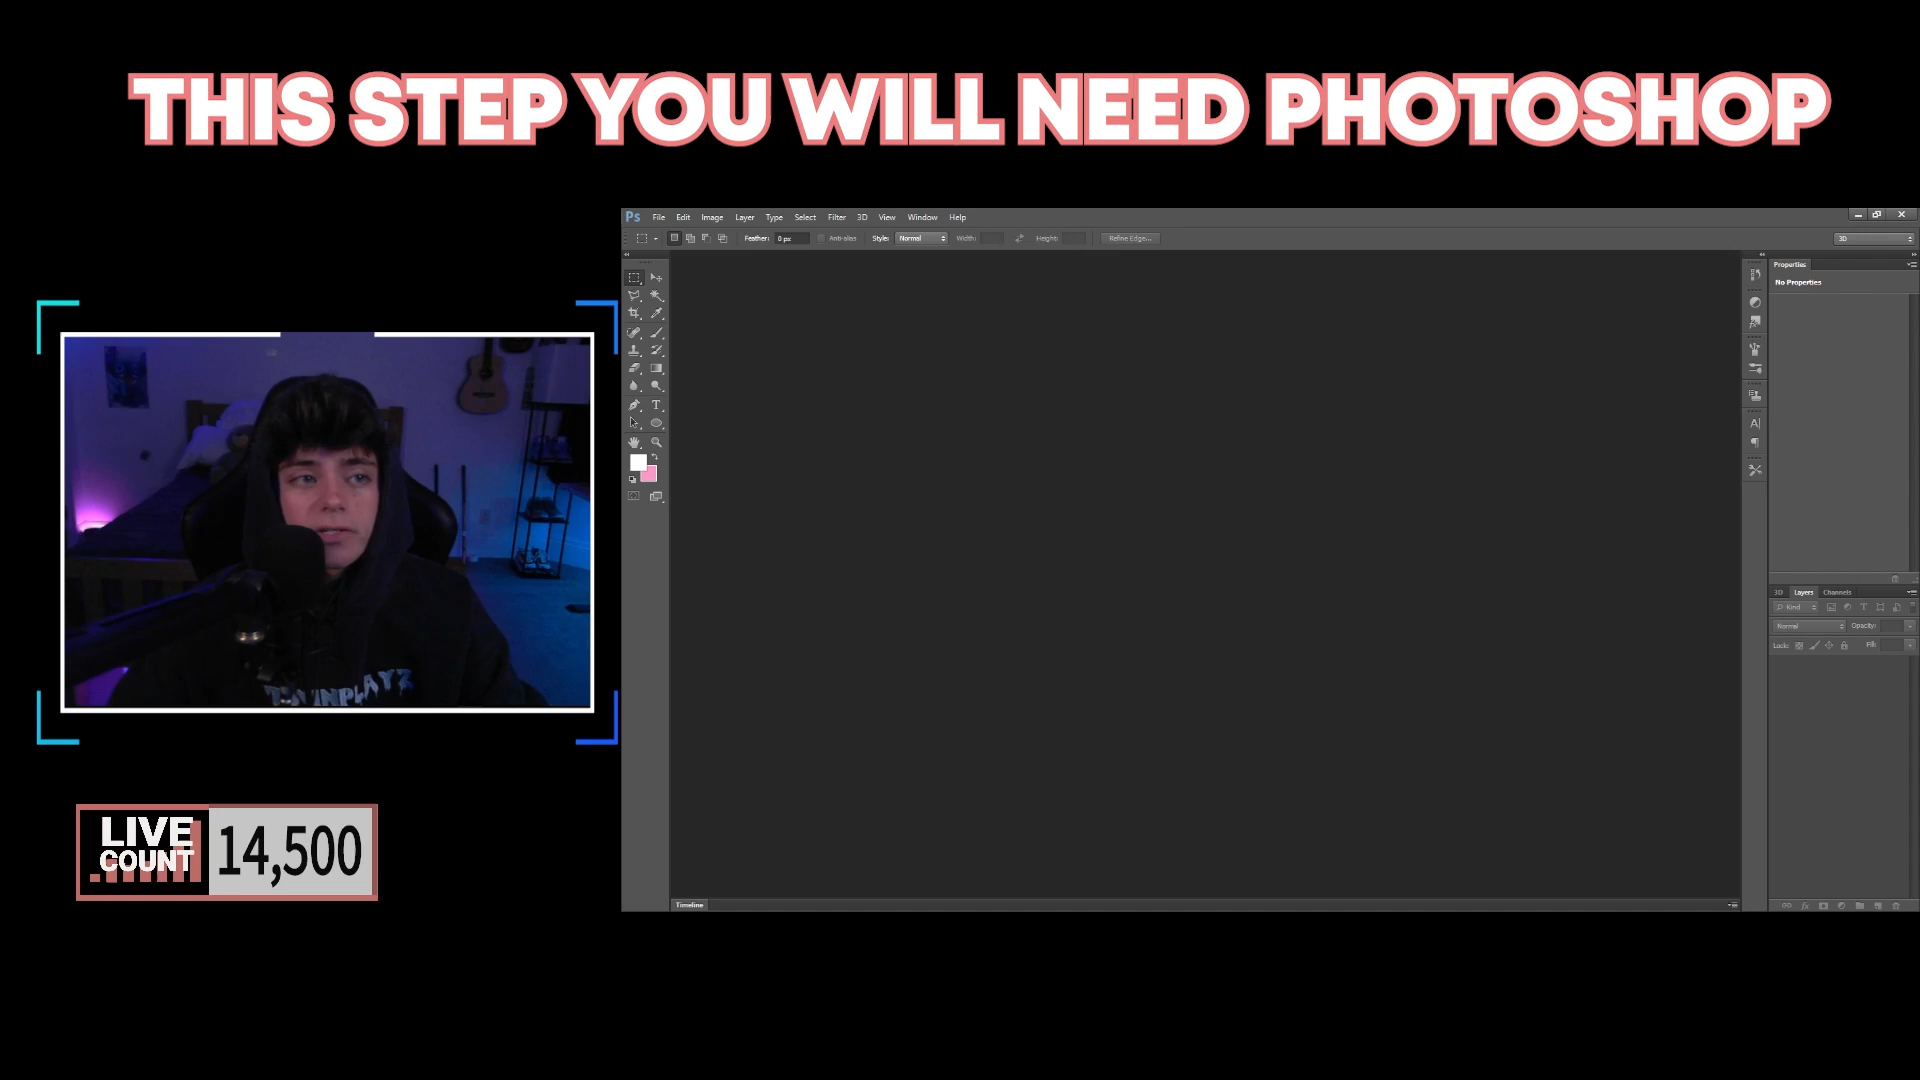 THIS STEP YOU WILL NEED PHOTOSHOP
Ps File Edit Image Layer Type Select Filter 3D View Window Help
Feather: 0 px Anti-alias Style: Normal Width: Height: Refine Edge... 3D
Properties
No Properties
3D Layers Channels
Kind
Normal Opacity:
Lock: Fill:
Timeline
LIVE
COUNT
14,500